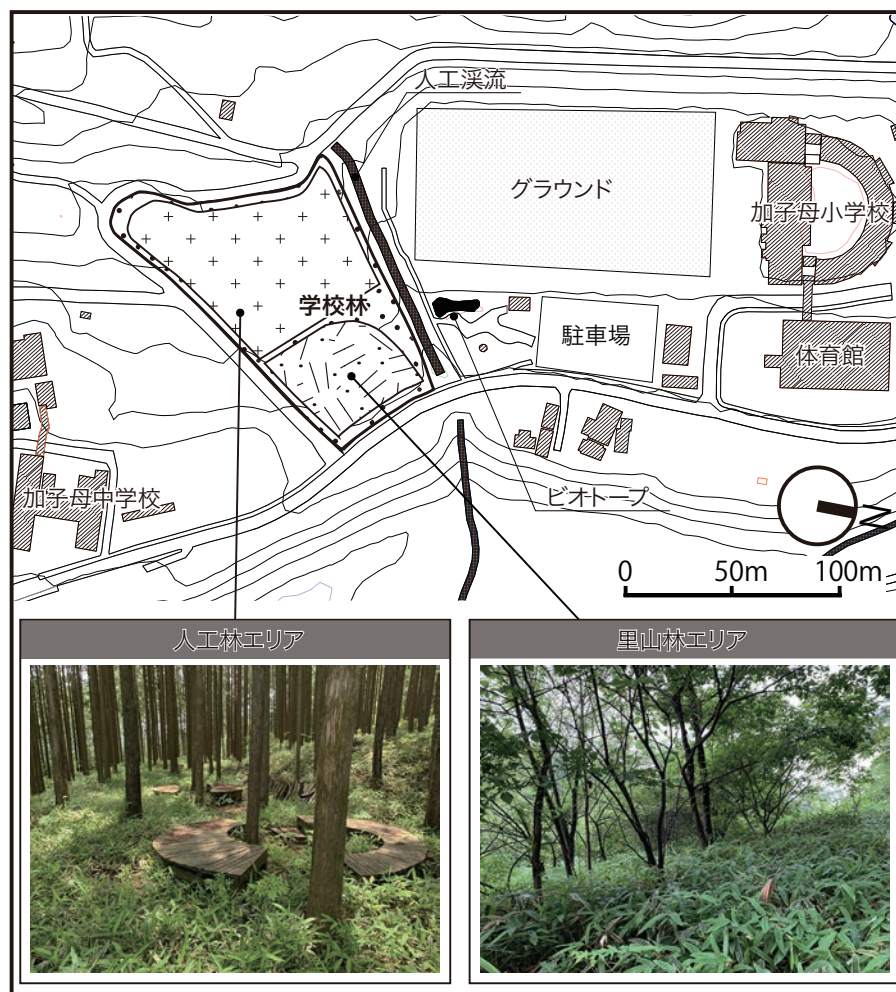 人工渓流
グラウンド
加子母小学校
学校林
駐車場
体育館
加子母中学校
ビオトープ
N
0 50m 100m
人工林エリア
里山林エリア